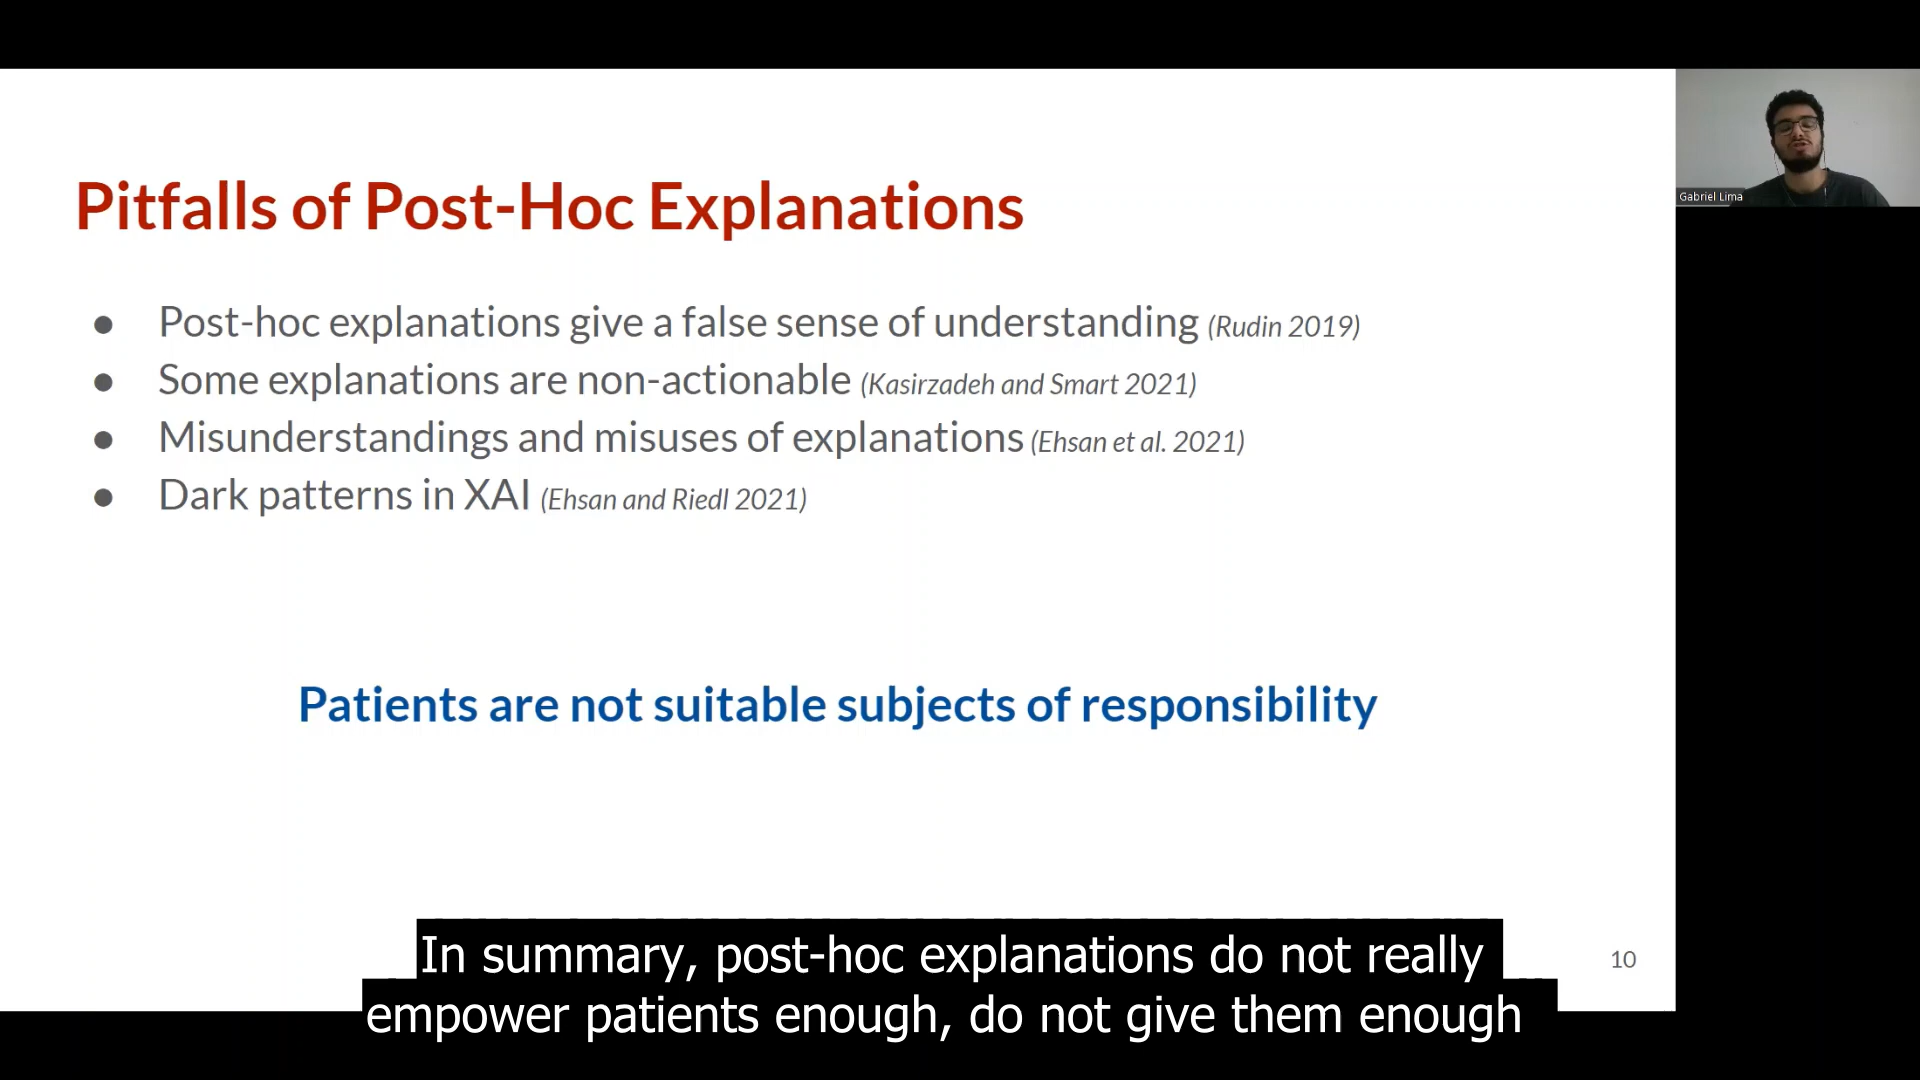 Pitfalls of Post-Hoc Explanations
● Post-hoc explanations give a false sense of understanding (Rudin 2019)
● Some explanations are non-actionable (Kasirzadeh and Smart 2021)
● Misunderstandings and misuses of explanations (Ehsan et al. 2021)
● Dark patterns in XAI (Ehsan and Riedl 2021)
Patients are not suitable subjects of responsibility
10
Gabriel Lima
In summary, post-hoc explanations do not really
empower patients enough, do not give them enough